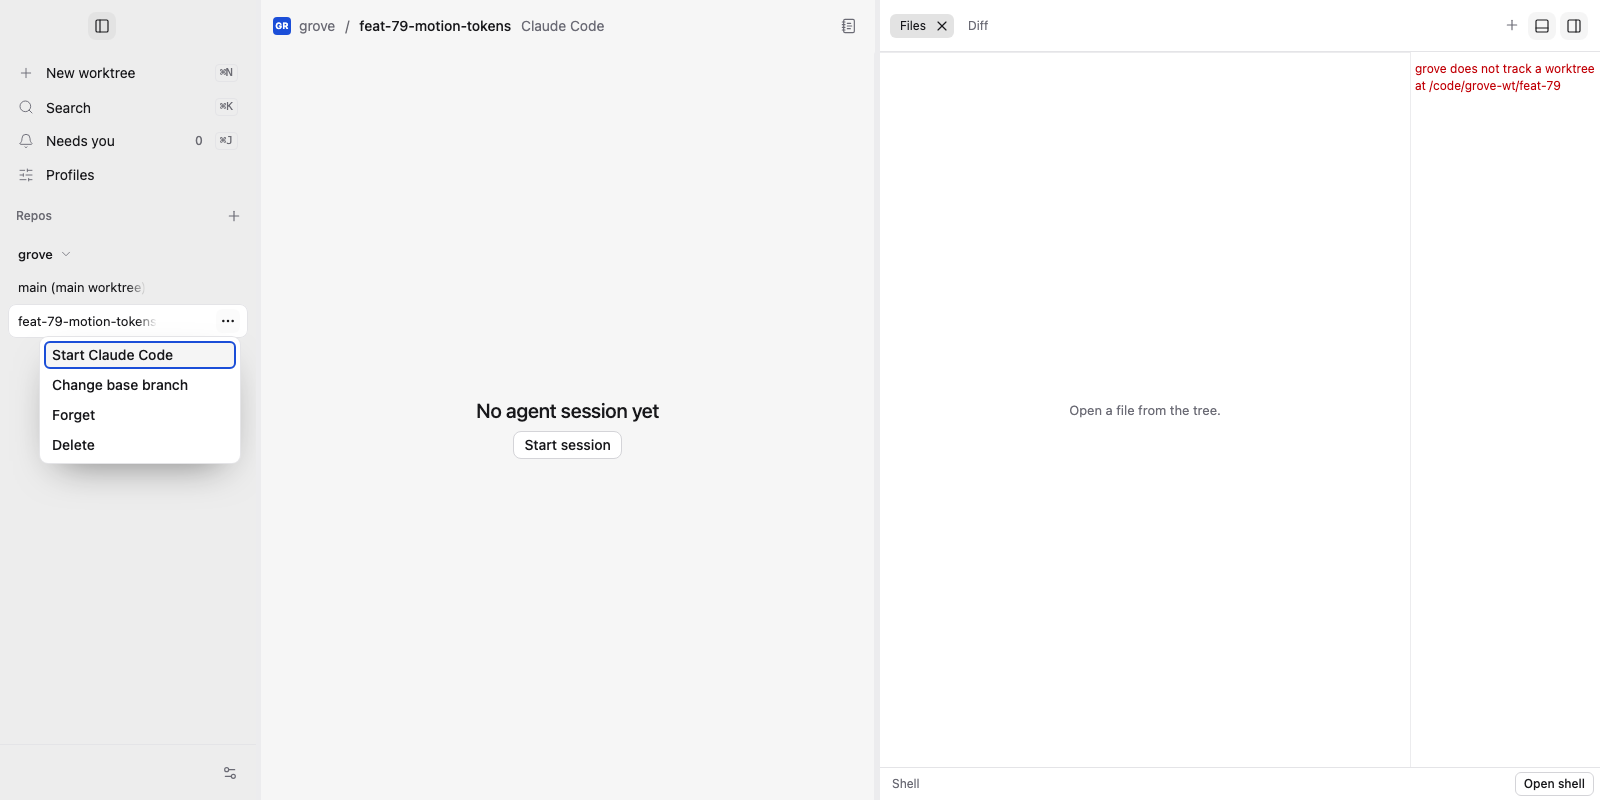 New worktree ⌘N
Search ⌘K
Needs you 0 ⌘J
Profiles
Repos
grove
main (main worktree)
feat-79-motion-tokens
Start Claude Code
Change base branch
Forget
Delete
GR grove / feat-79-motion-tokens Claude Code
No agent session yet
Start session
Files Diff
Open a file from the tree.
grove does not track a worktree
at /code/grove-wt/feat-79
Shell
Open shell